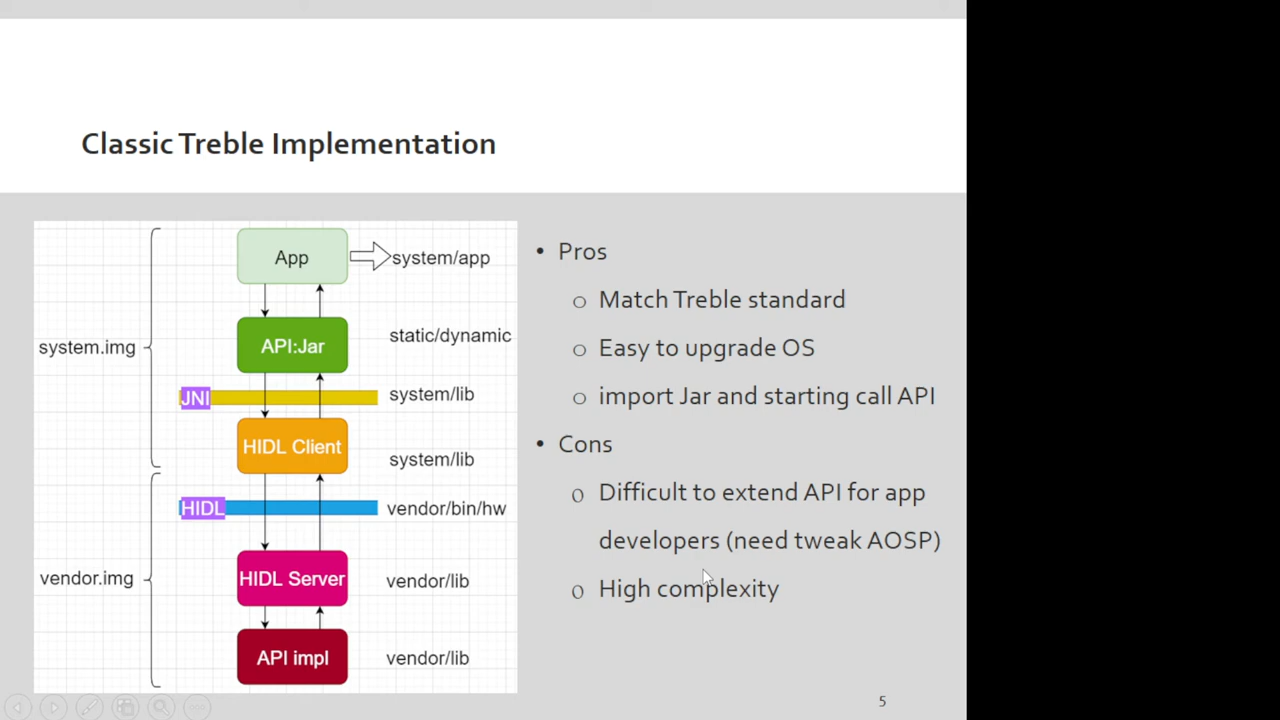 Classic Treble Implementation
App
system/app
API:Jar
static/dynamic
system.img
JNI
system/lib
HIDL Client
system/lib
HIDL
vendor/bin/hw
vendor.img
HIDL Server
vendor/lib
API impl
vendor/lib
• Pros
o Match Treble standard
o Easy to upgrade OS
o import Jar and starting call API
• Cons
o Difficult to extend API for app
developers (need tweak AOSP)
o High complexity
5